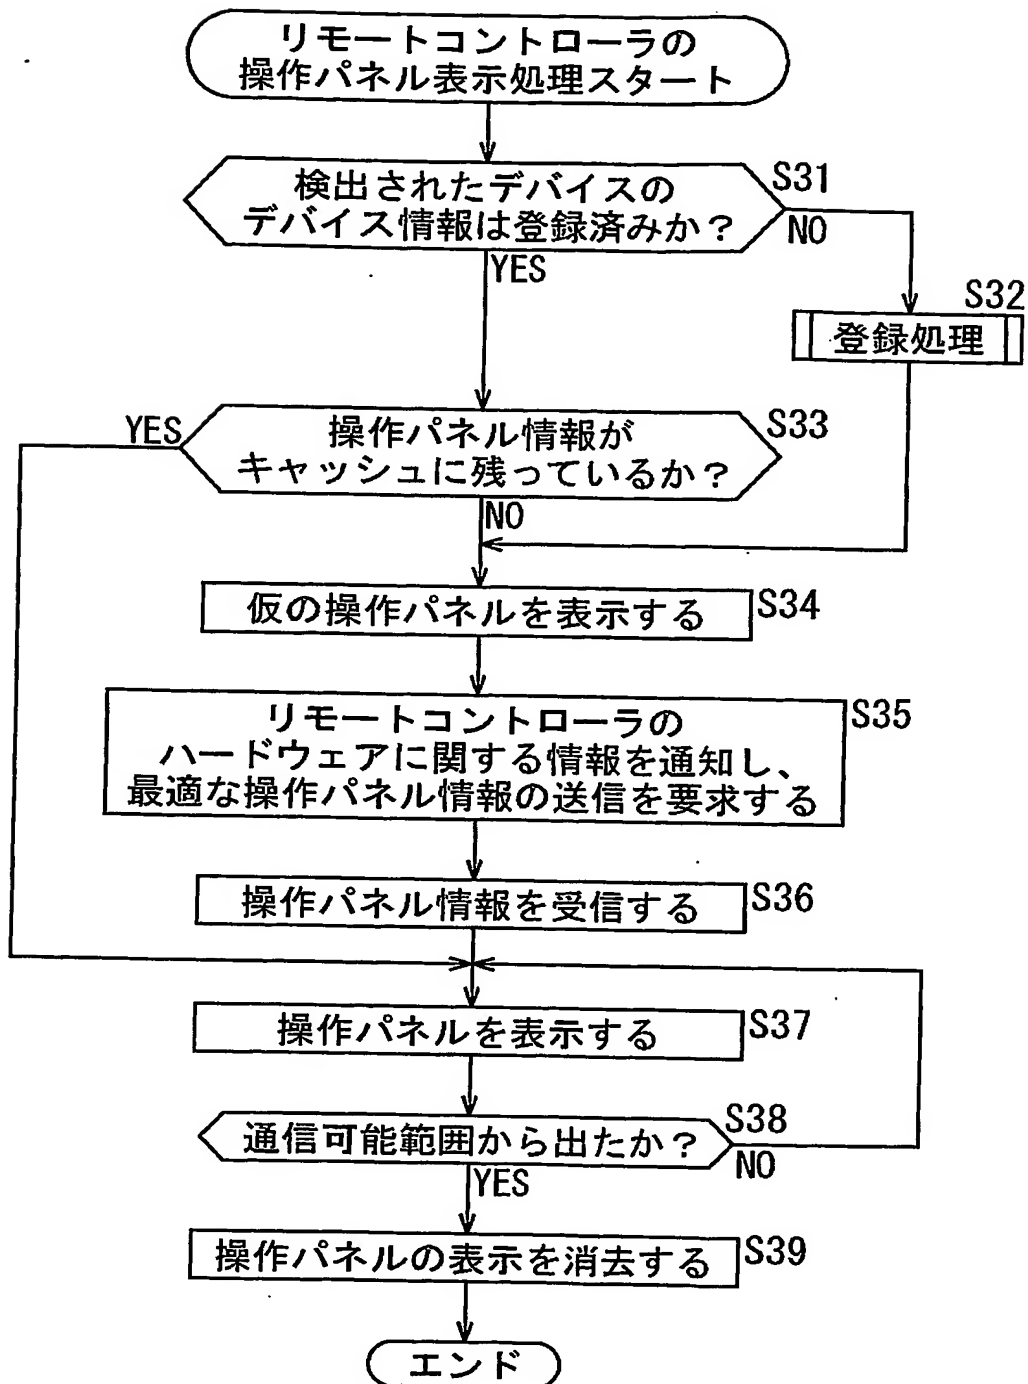 リモートコントローラの
操作パネル表示処理スタート
検出されたデバイスの
デバイス情報は登録済みか？
S31
NO
YES
S32
登録処理
YES
操作パネル情報が
キャッシュに残っているか？
S33
NO
仮の操作パネルを表示する
S34
リモートコントローラの
ハードウェアに関する情報を通知し、
最適な操作パネル情報の送信を要求する
S35
操作パネル情報を受信する
S36
操作パネルを表示する
S37
通信可能範囲から出たか？
S38
NO
YES
操作パネルの表示を消去する
S39
エンド